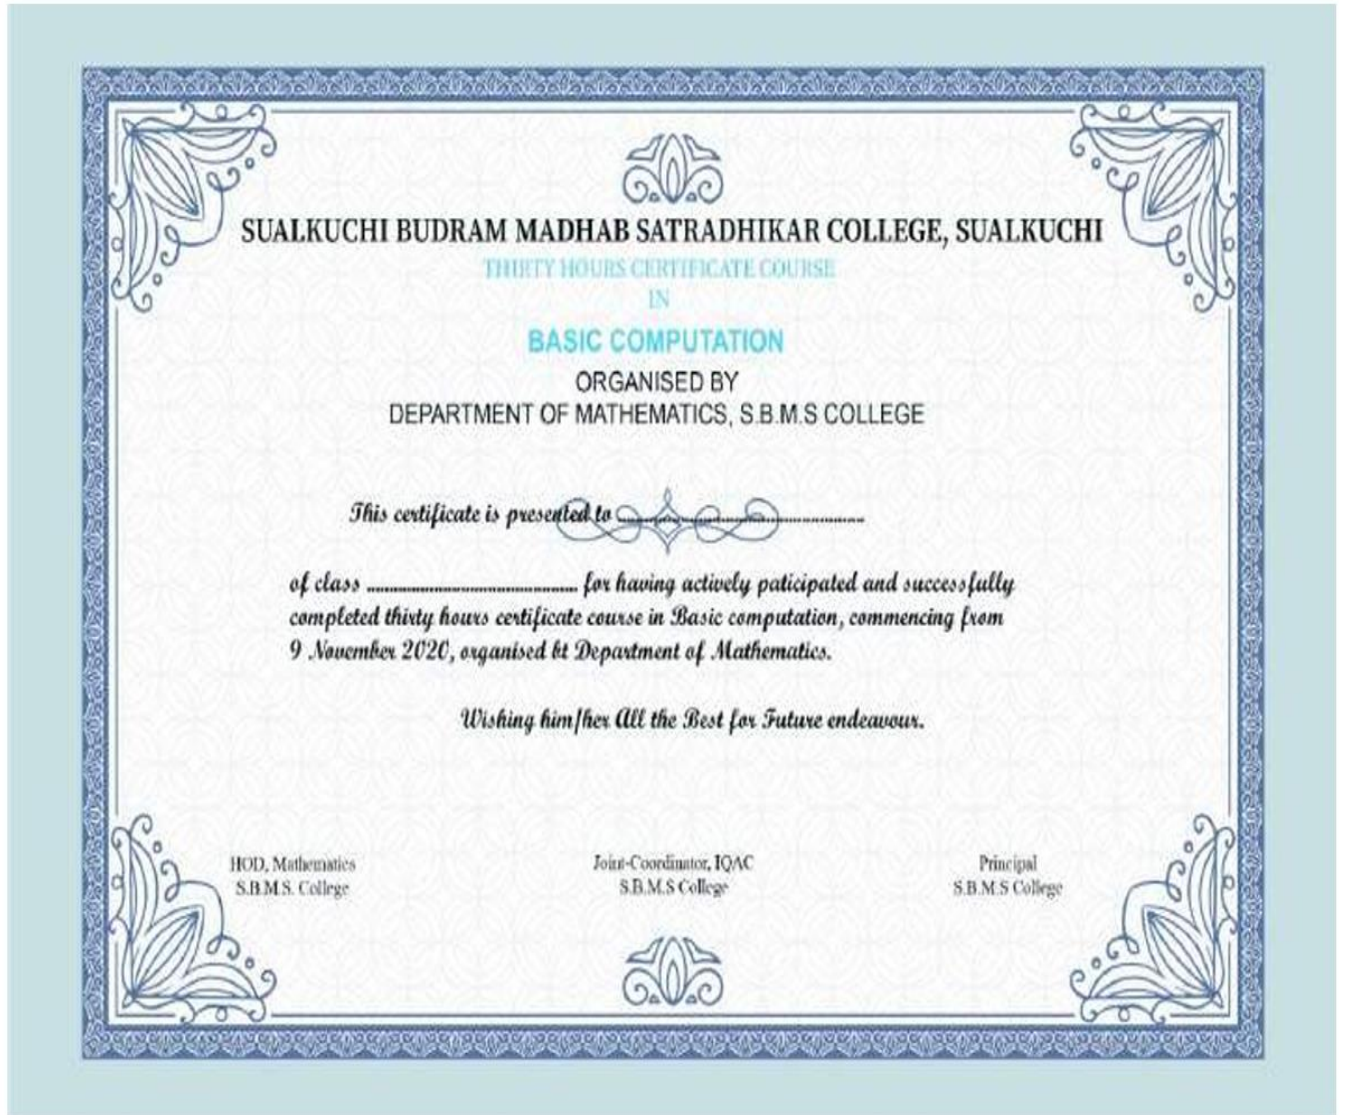 SUALKUCHI BUDRAM MADHAB SATRADHIKAR COLLEGE, SUALKUCHI
THIRTY HOURS CERTIFICATE COURSE
IN
BASIC COMPUTATION
ORGANISED BY
DEPARTMENT OF MATHEMATICS, S.B.M.S COLLEGE
This certificate is presented to ............................................
of class ............................................ for having actively paticipated and successfully
completed thirty hours certificate course in Basic computation, commencing from
9 November 2020, organised bt Department of Mathematics.
Wishing him/her All the Best for Future endeavour.
HOD, Mathematics Joint-Coordinator, IQAC Principal
S.B.M.S. College S.B.M.S College S.B.M.S College